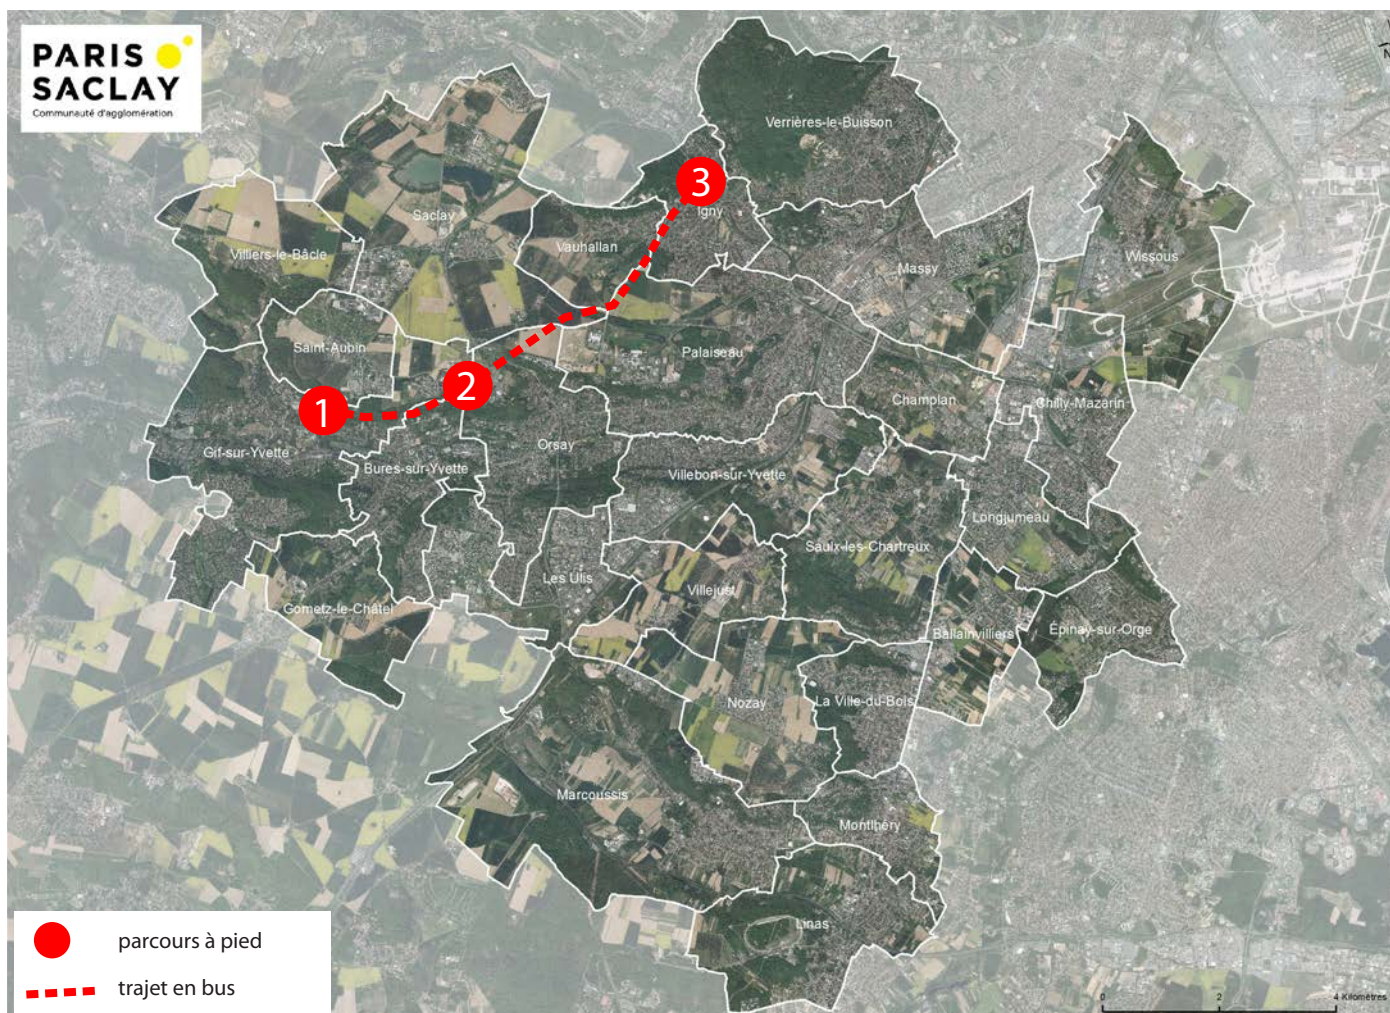 PARIS
SACLAY
Communauté d'agglomération
N
Verrières-le-Buisson
3
Igny
Saclay
Vauhallan
Villiers-le-Bâcle
Massy
Wissous
Saint-Aubin
Palaiseau
2
1
Champlan
Chilly-Mazarin
Gif-sur-Yvette
Bures-sur-Yvette
Orsay
Villebon-sur-Yvette
Longjumeau
Saulx-les-Chartreux
Les Ulis
Villejust
Gometz-le-Châtel
Ballainvilliers
Épinay-sur-Orge
Nozay
La Ville-du-Bois
Marcoussis
Montlhéry
Linas
parcours à pied
trajet en bus
0 2 4 Kilomètres